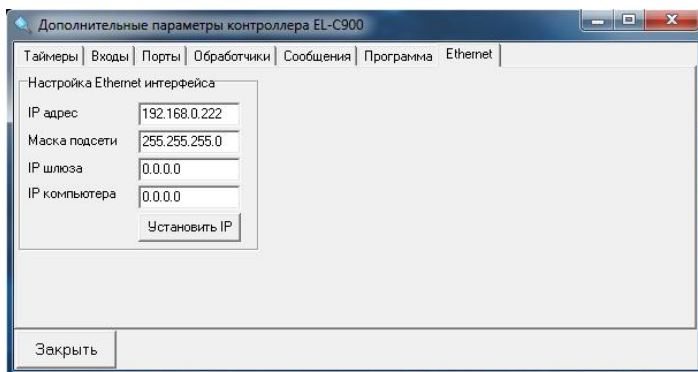 Дополнительные параметры контроллера EL-C900
Таймеры Входы Порты Обработчики Сообщения Программа Ethernet
Настройка Ethernet интерфейса
IP адрес 192.168.0.222
Маска подсети 255.255.255.0
IP шлюза 0.0.0.0
IP компьютера 0.0.0.0
Установить IP
Закрыть